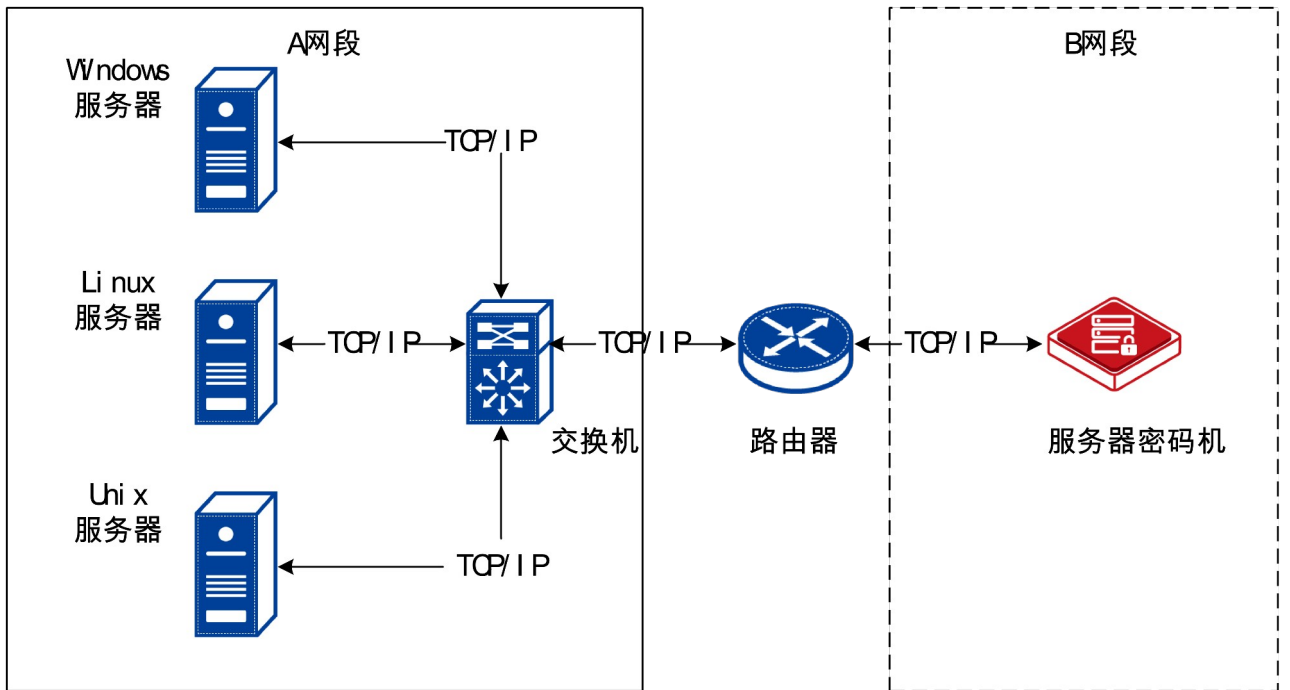 A网段
B网段
Windows
服务器
TCP/IP
Linux
服务器
TCP/IP
TCP/IP
TCP/IP
交换机
路由器
服务器密码机
Unix
服务器
TCP/IP